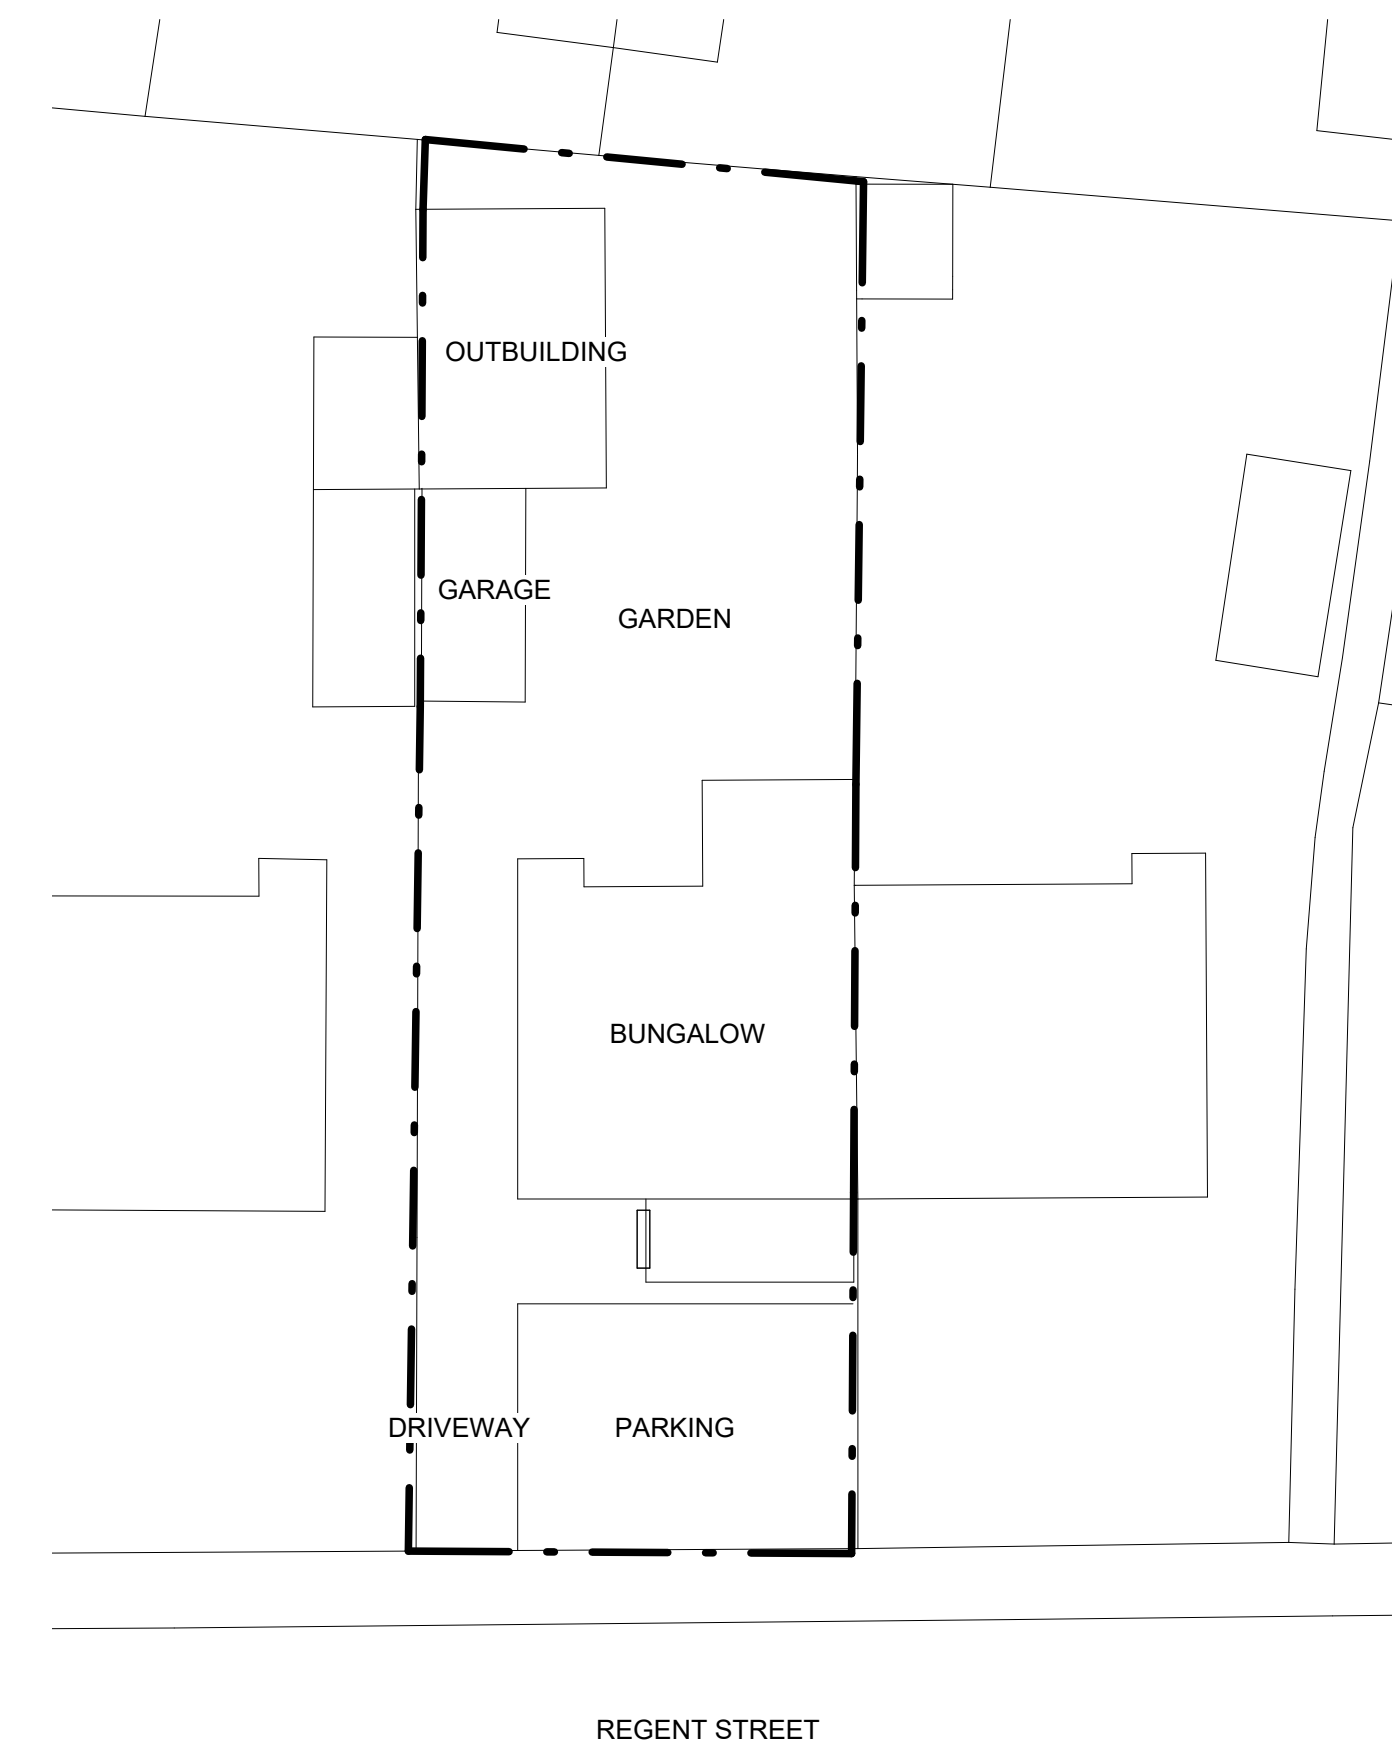 OUTBUILDING
GARAGE
GARDEN
BUNGALOW
DRIVEWAY
PARKING
REGENT STREET